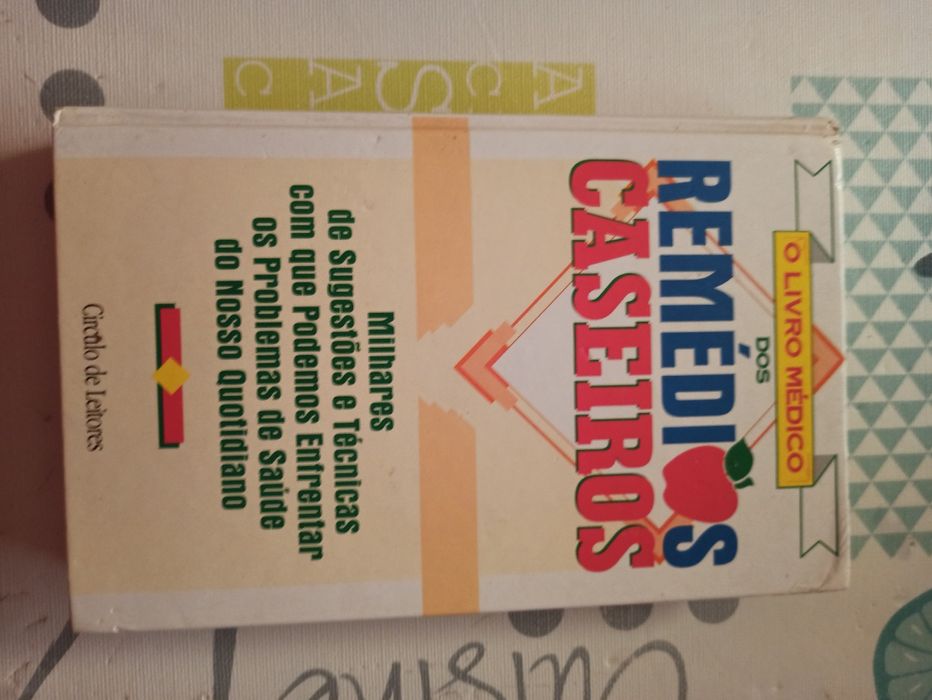 O LIVRO MÉDICO
DOS
REMÉDIOS
CASEIROS
Milhares
de Sugestões e Técnicas
com que Podemos Enfrentar
os Problemas de Saúde
do Nosso Quotidiano
Círculo de Leitores
A
C
S
A
C
Cuisine